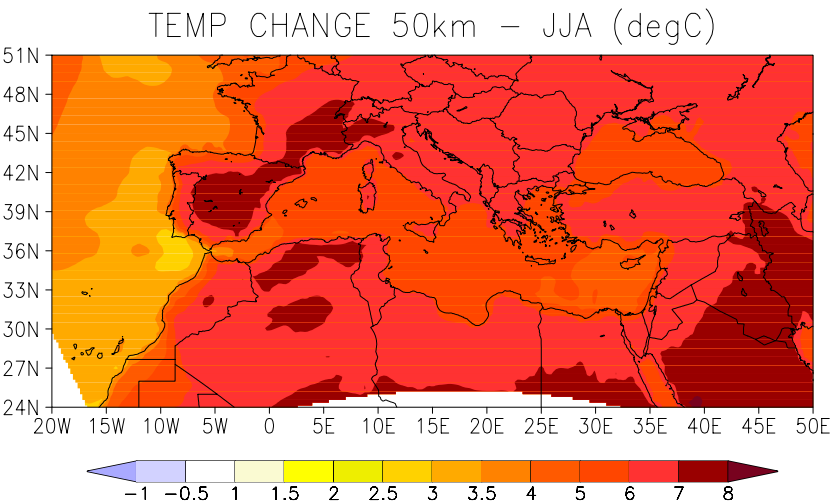 TEMP CHANGE 50km − JJA (degC)
51N
48N
45N
42N
39N
36N
33N
30N
27N
24N
20W 15W 10W 5W 0 5E 10E 15E 20E 25E 30E 35E 40E 45E 50E
−1 −0.5 1 1.5 2 2.5 3 3.5 4 5 6 7 8